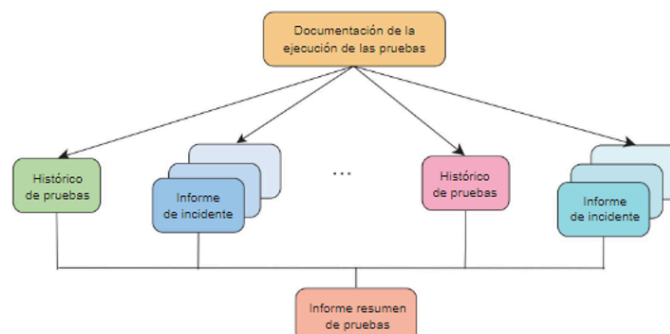 Documentación de la
ejecución de las pruebas
Histórico
de pruebas
Informe
de incidente
...
Histórico
de pruebas
Informe
de incidente
Informe resumen
de pruebas